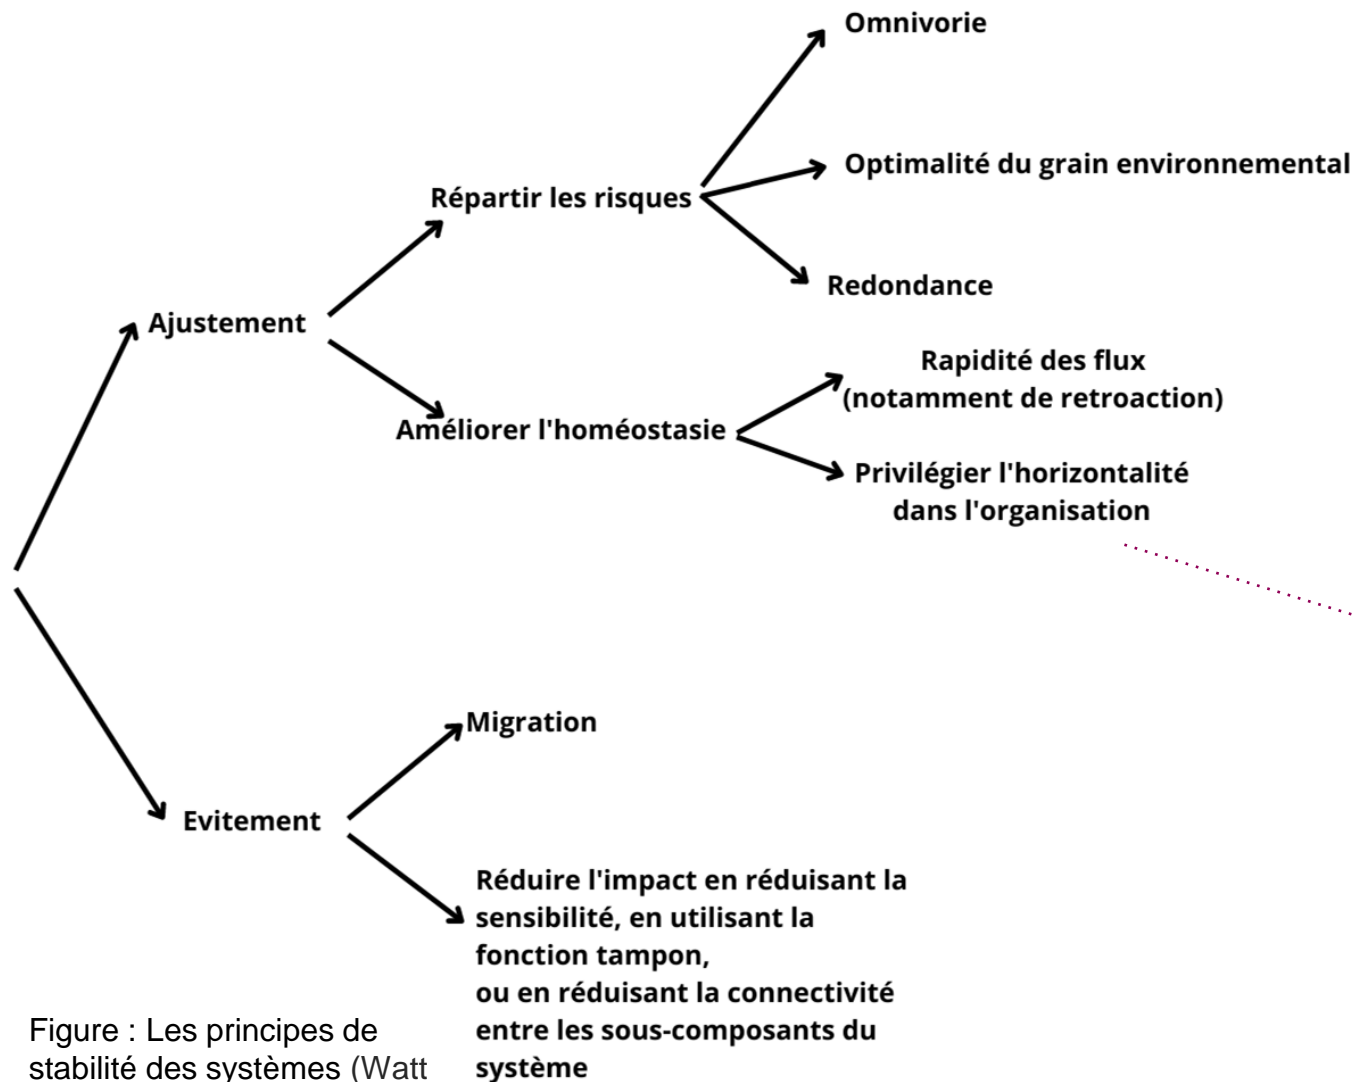 Omnivorie
Optimalité du grain environnemental
Répartir les risques
Redondance
Ajustement
Rapidité des flux
(notamment de retroaction)
Améliorer l'homéostasie
Privilégier l'horizontalité
dans l'organisation
Migration
Evitement
Réduire l'impact en réduisant la
sensibilité, en utilisant la
fonction tampon,
ou en réduisant la connectivité
entre les sous-composants du
système
Figure : Les principes de
stabilité des systèmes (Watt